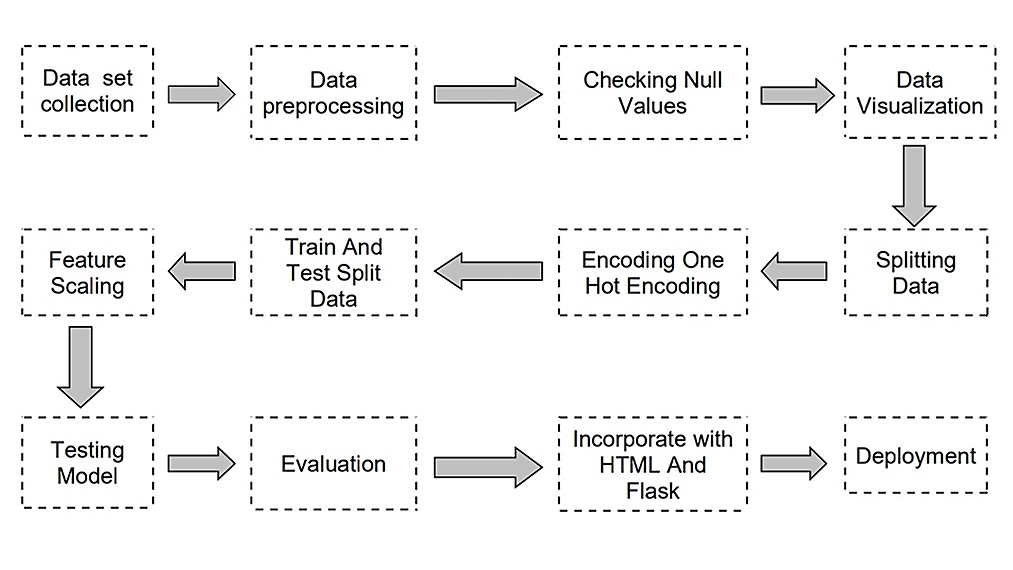 Data set
collection
Data
preprocessing
Checking Null
Values
Data
Visualization
Feature
Scaling
Train And
Test Split
Data
Encoding One
Hot Encoding
Splitting
Data
Testing
Model
Evaluation
Incorporate with
HTML And
Flask
Deployment